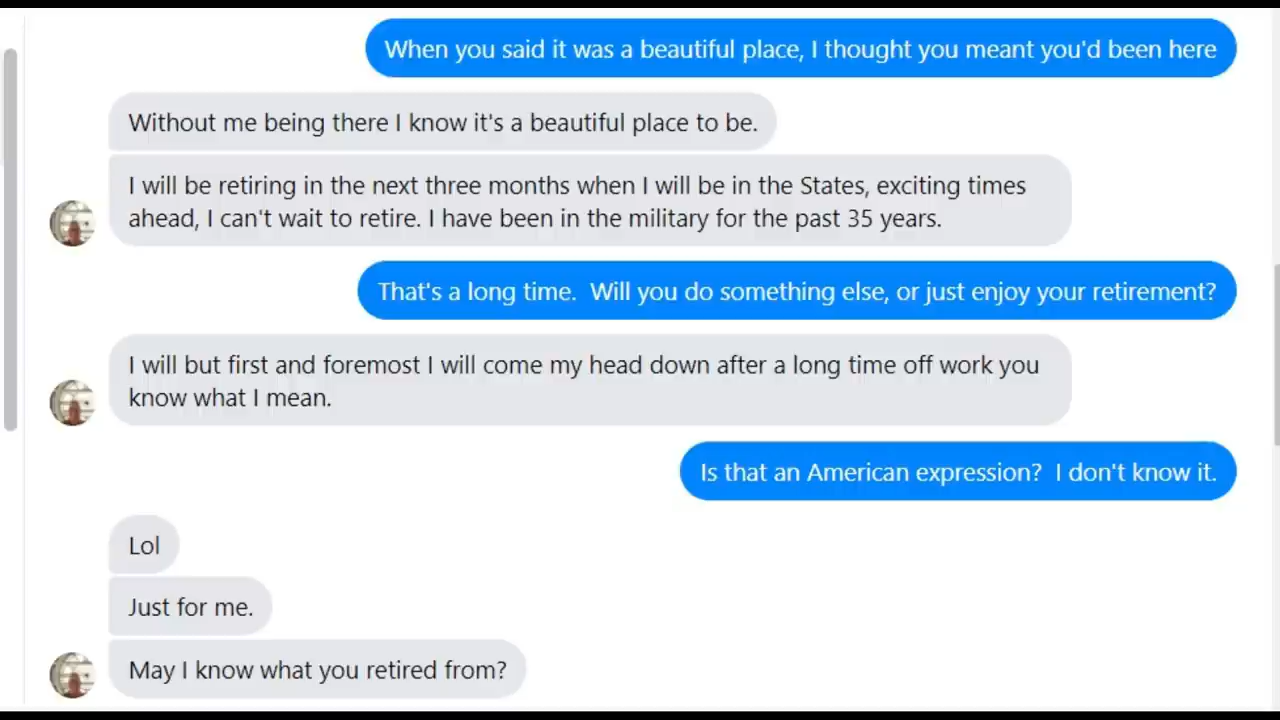 When you said it was a beautiful place, I thought you meant you'd been here
Without me being there I know it's a beautiful place to be.
I will be retiring in the next three months when I will be in the States, exciting times
ahead, I can't wait to retire. I have been in the military for the past 35 years.
That's a long time.  Will you do something else, or just enjoy your retirement?
I will but first and foremost I will come my head down after a long time off work you
know what I mean.
Is that an American expression?  I don't know it.
Lol
Just for me.
May I know what you retired from?